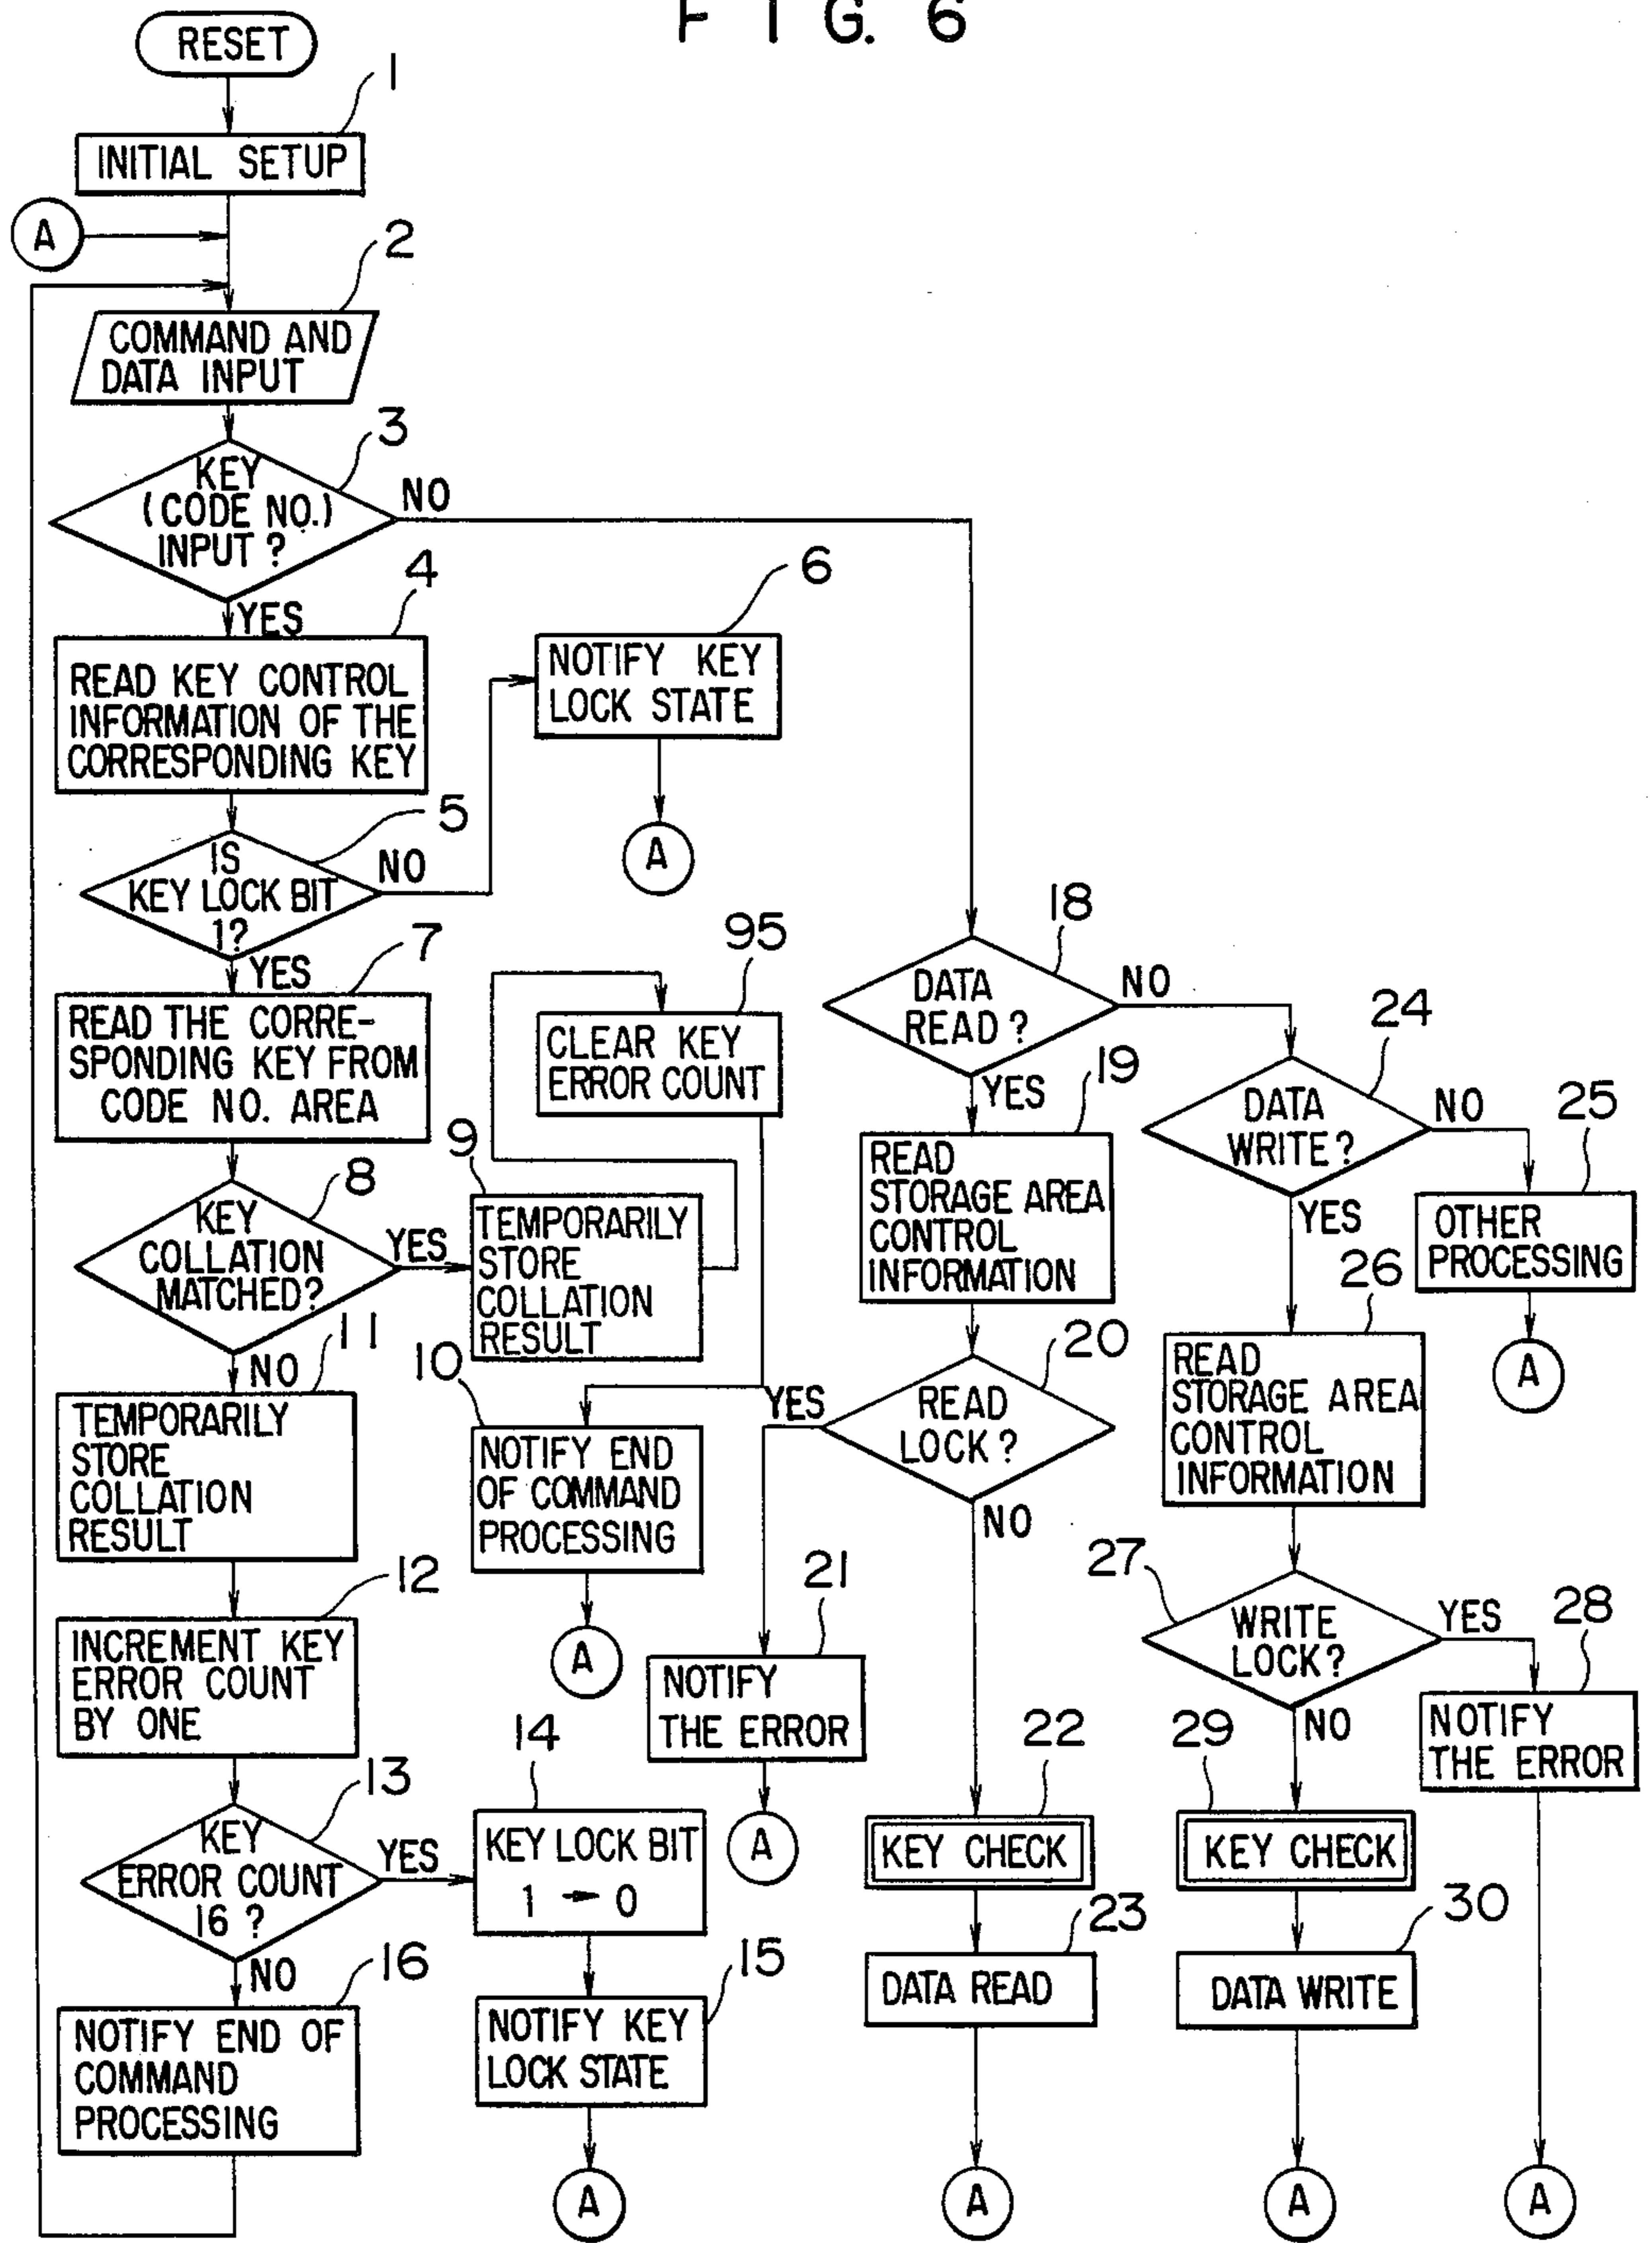 FIG. 6
RESET
1
INITIAL SETUP
A
2
COMMAND AND
DATA INPUT
3
KEY
(CODE NO.)
INPUT?
NO
YES
4
READ KEY CONTROL
INFORMATION OF THE
CORRESPONDING KEY
5
IS
KEY LOCK BIT
1?
NO
YES
6
NOTIFY KEY
LOCK STATE
A
7
READ THE CORRE-
SPONDING KEY FROM
CODE NO. AREA
8
KEY
COLLATION
MATCHED?
YES
NO
9
TEMPORARILY
STORE
COLLATION
RESULT
95
CLEAR KEY
ERROR COUNT
10
NOTIFY END
OF COMMAND
PROCESSING
A
11
TEMPORARILY
STORE
COLLATION
RESULT
12
INCREMENT KEY
ERROR COUNT
BY ONE
13
KEY
ERROR COUNT
16?
YES
NO
14
KEY LOCK BIT
1 → 0
15
NOTIFY KEY
LOCK STATE
A
16
NOTIFY END OF
COMMAND
PROCESSING
18
DATA
READ?
NO
YES
19
READ
STORAGE AREA
CONTROL
INFORMATION
20
READ
LOCK?
YES
NO
21
NOTIFY
THE ERROR
A
22
KEY CHECK
23
DATA READ
A
24
DATA
WRITE?
NO
YES
25
OTHER
PROCESSING
A
26
READ
STORAGE AREA
CONTROL
INFORMATION
27
WRITE
LOCK?
YES
NO
28
NOTIFY
THE ERROR
A
29
KEY CHECK
30
DATA WRITE
A